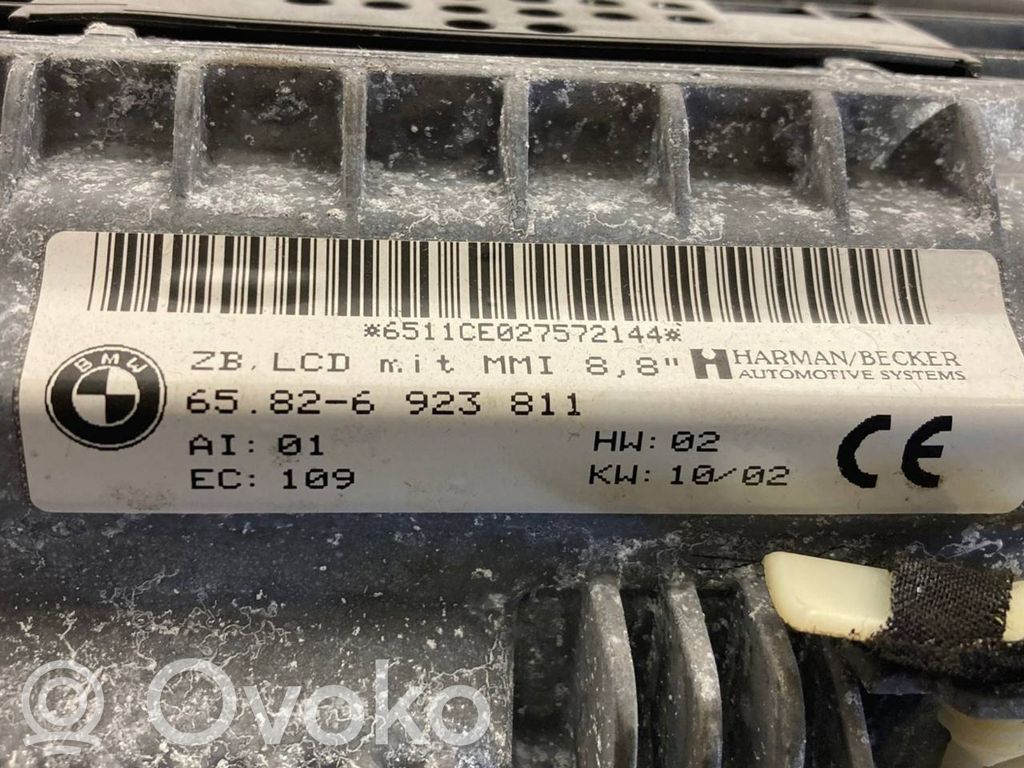 *6511CE027572144*
BMW
ZB, LCD mit MMI 8,8"
HARMAN/BECKER
AUTOMOTIVE SYSTEMS
65.82-6 923 811
AI: 01
HW: 02
EC: 109
KW: 10/02
CE
Ovoko